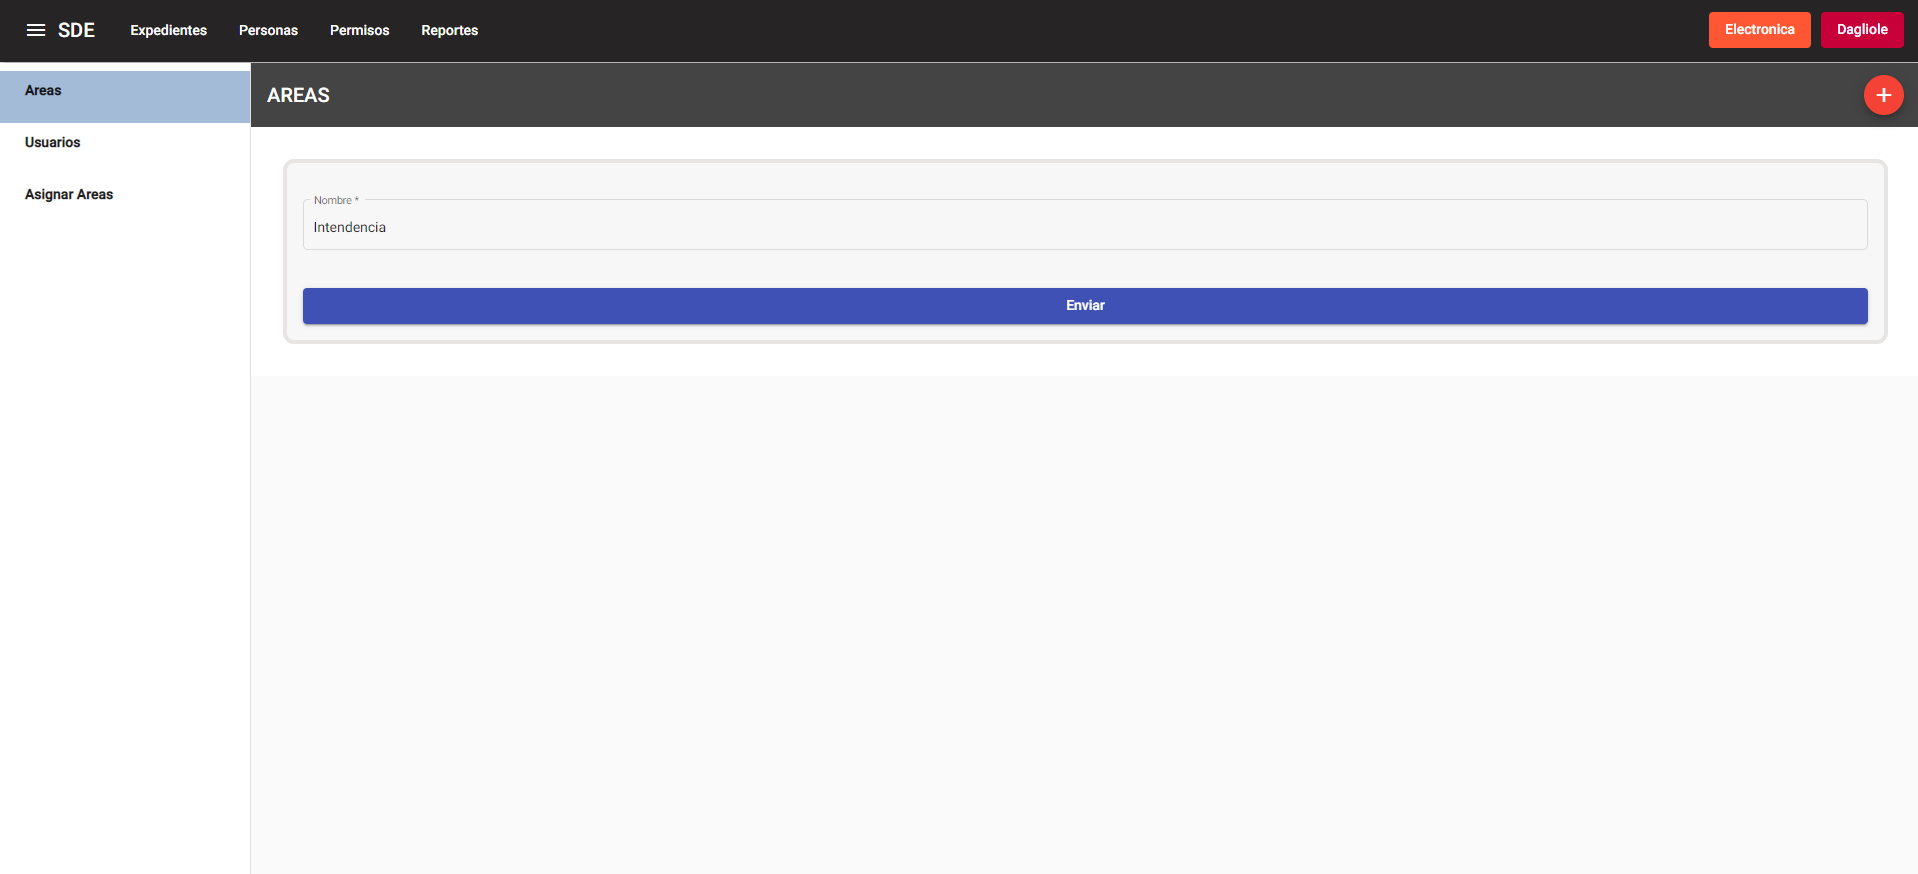 SDE Expedientes Personas Permisos Reportes Electronica Dagliole
Areas
Usuarios
Asignar Areas
AREAS
+
Nombre *
Intendencia
Enviar